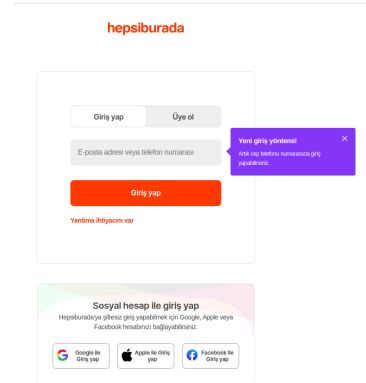 hepsiburada
Giriş yap
Üye ol
E-posta adresi veya telefon numarası
Yeni giriş yöntemi!
Artık cep telefonu numaranızla giriş
yapabilirsiniz.
Giriş yap
Yardıma ihtiyacım var
Sosyal hesap ile giriş yap
Hepsiburada'ya şifresiz giriş yapabilmek için Google, Apple veya
Facebook hesabınızı bağlayabilirsiniz.
Google ile
Giriş yap
Apple ile Giriş
yap
Facebook ile
Giriş yap